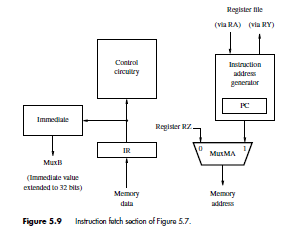 Register file
(via RA) (via RY)
Control
circuitry
Instruction
address
generator
PC
Immediate
Register RZ
IR
0 MuxMA 1
MuxB
(Immediate value
extended to 32 bits)
Memory
data
Memory
address
Figure 5.9 Instruction fetch section of Figure 5.7.